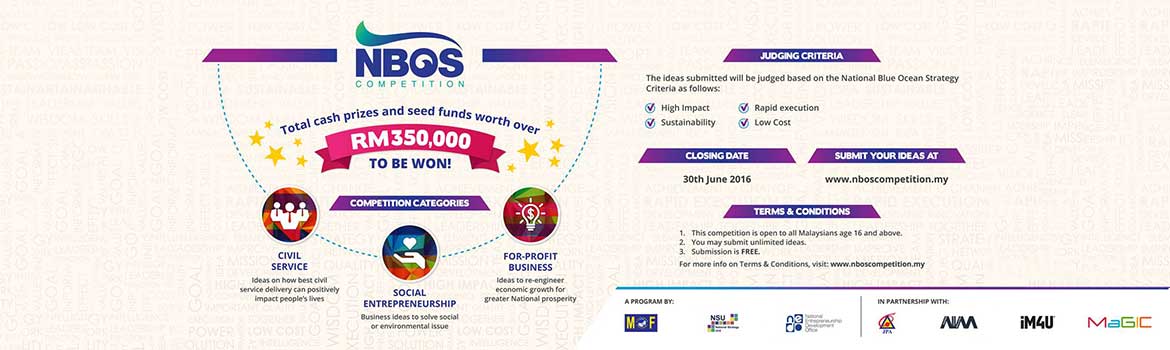 NBOS
COMPETITION
Total cash prizes and seed funds worth over
RM350,000
TO BE WON!
COMPETITION CATEGORIES
CIVIL
SERVICE
Ideas on how best civil
service delivery can positively
impact people's lives
SOCIAL
ENTREPRENEURSHIP
Business ideas to solve social
or environmental issue
FOR-PROFIT
BUSINESS
Ideas to re-engineer
economic growth for
greater National prosperity
JUDGING CRITERIA
The ideas submitted will be judged based on the National Blue Ocean Strategy
Criteria as follows:
High Impact
Rapid execution
Sustainability
Low Cost
CLOSING DATE
30th June 2016
SUBMIT YOUR IDEAS AT
www.nboscompetition.my
TERMS & CONDITIONS
1. This competition is open to all Malaysians age 16 and above.
2. You may submit unlimited ideas.
3. Submission is FREE.
For more info on Terms & Conditions, visit: www.nboscompetition.my
A PROGRAM BY:
MOF
NSU
National Strategy
National
Entrepreneurship
Development
Office
IN PARTNERSHIP WITH:
JPA
AIM
iM4U
MaGIC